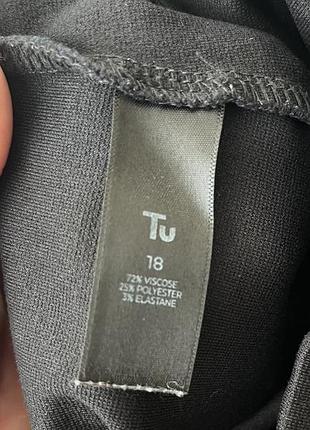 Tu
18
72% VISCOSE
25% POLYESTER
3% ELASTANE